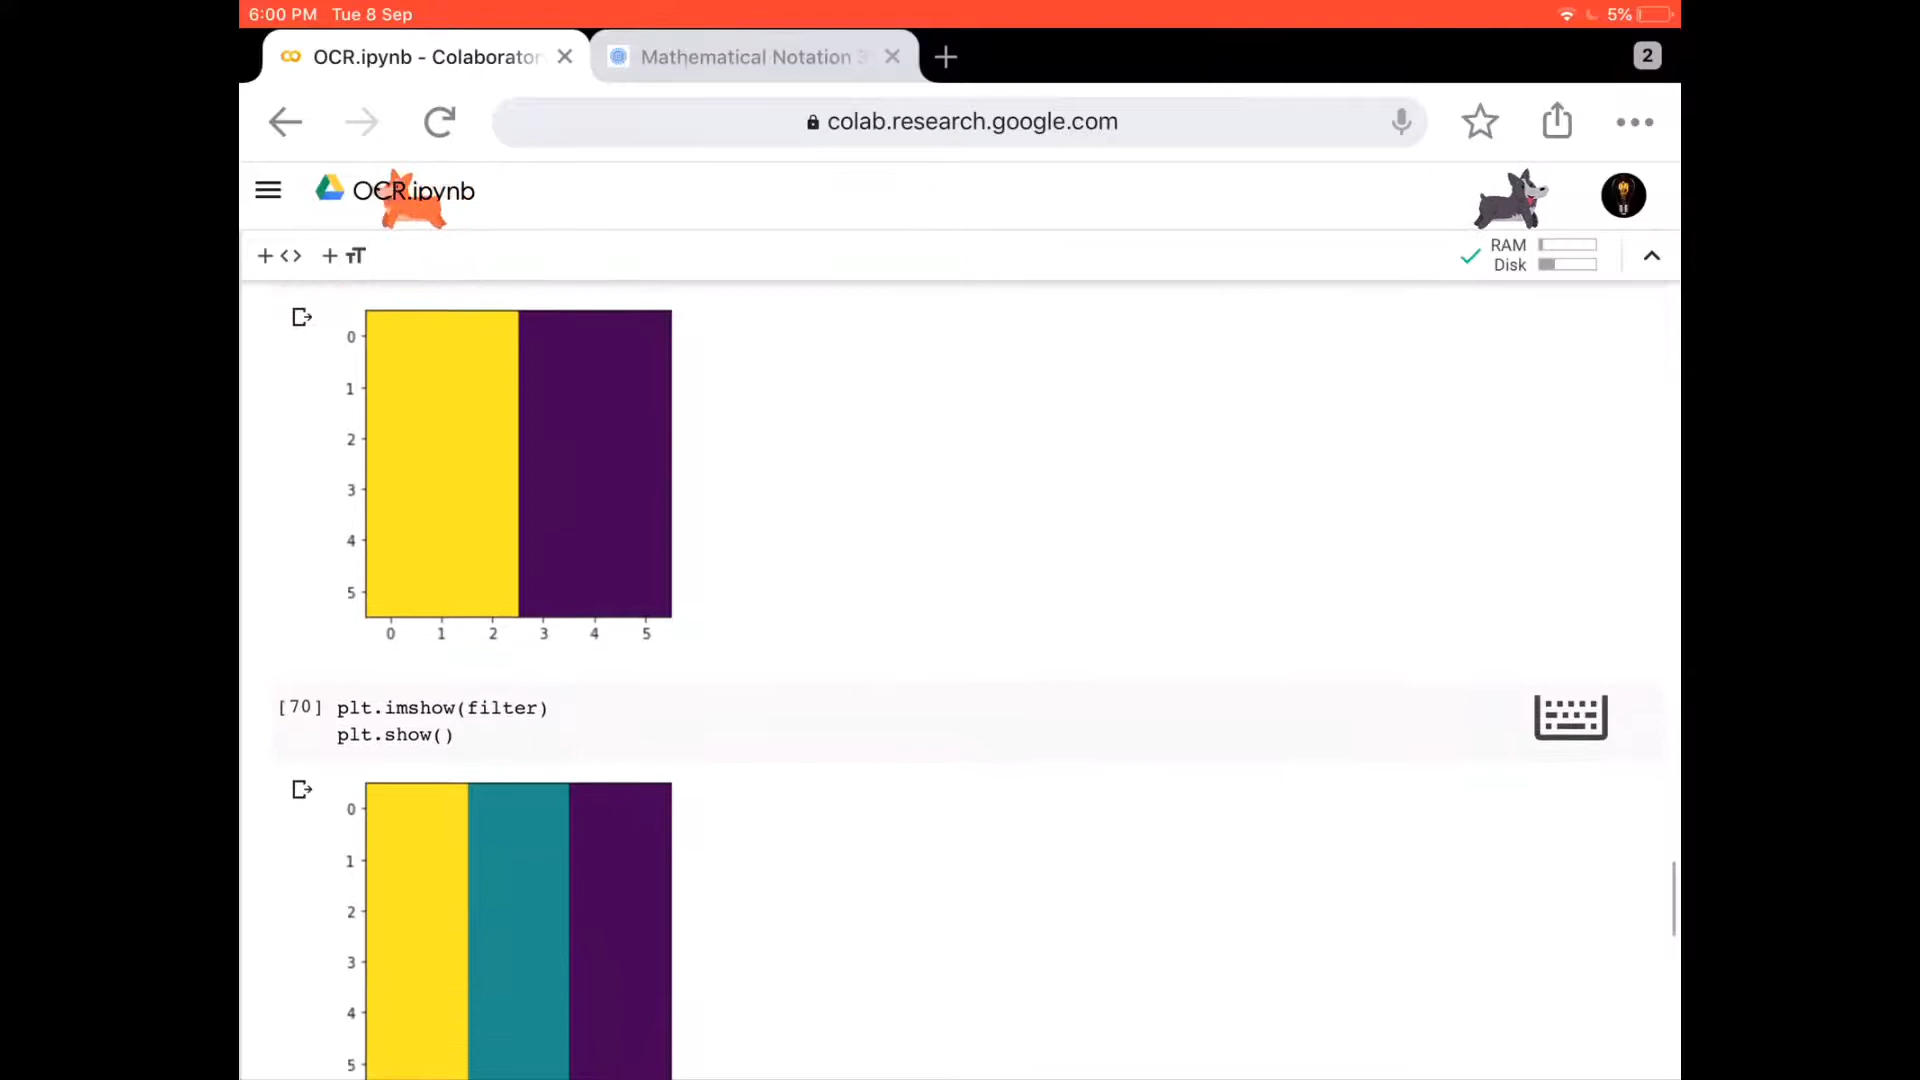 6:00 PM Tue 8 Sep 5%
OCR.ipynb - Colaborator
Mathematical Notation
2
colab.research.google.com
OCR.ipynb
RAM
Disk
0
1
2
3
4
5
0 1 2 3 4 5
[70] plt.imshow(filter)
plt.show()
0
1
2
3
4
5